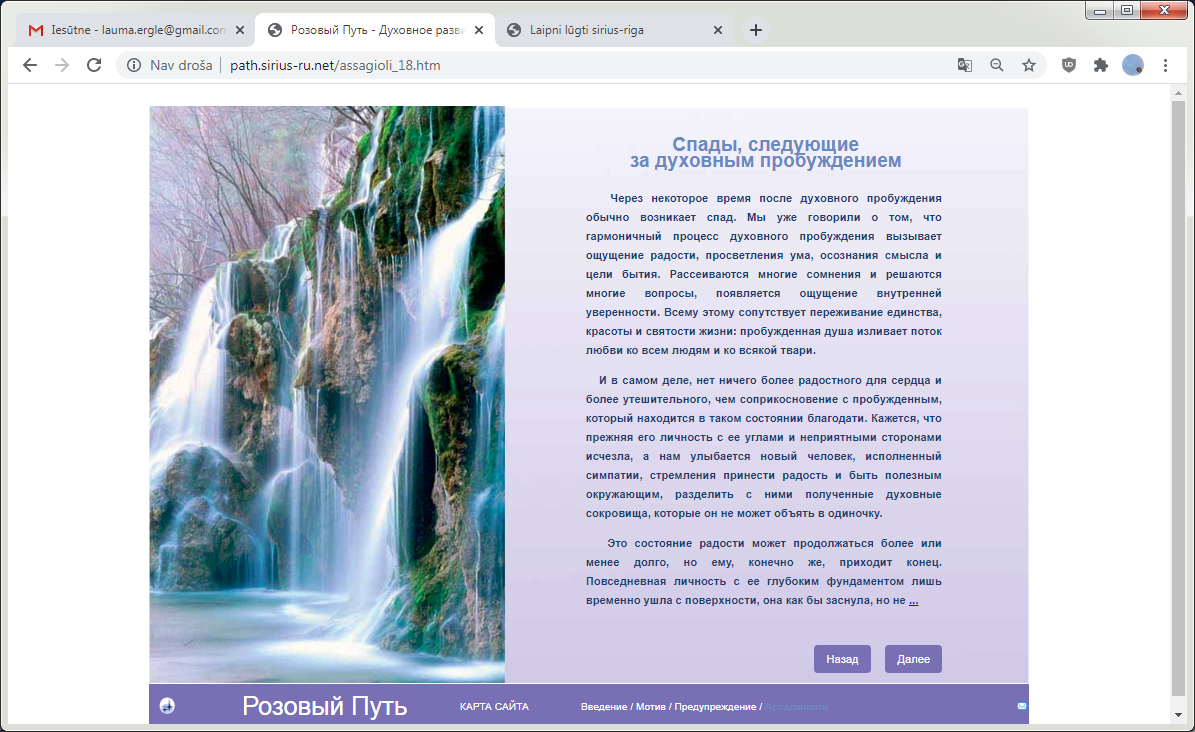 Iesūtne - lauma.ergle@gmail.com
Розовый Путь - Духовное разви
Laipni lūgti sirius-riga
Nav droša
path.sirius-ru.net/assagioli_18.htm
Спады, следующие
за духовным пробуждением
Через некоторое время после духовного пробуждения
обычно возникает спад. Мы уже говорили о том, что
гармоничный процесс духовного пробуждения вызывает
ощущение радости, просветления ума, осознания смысла и
цели бытия. Рассеиваются многие сомнения и решаются
многие вопросы, появляется ощущение внутренней
уверенности. Всему этому сопутствует переживание единства,
красоты и святости жизни: пробужденная душа изливает поток
любви ко всем людям и ко всякой твари.
И в самом деле, нет ничего более радостного для сердца и
более утешительного, чем соприкосновение с пробужденным,
который находится в таком состоянии благодати. Кажется, что
прежняя его личность с ее углами и неприятными сторонами
исчезла, а нам улыбается новый человек, исполненный
симпатии, стремления принести радость и быть полезным
окружающим, разделить с ними полученные духовные
сокровища, которые он не может объять в одиночку.
Это состояние радости может продолжаться более или
менее долго, но ему, конечно же, приходит конец.
Повседневная личность с ее глубоким фундаментом лишь
временно ушла с поверхности, она как бы заснула, но не ...
Назад
Далее
Розовый Путь
КАРТА САЙТА
Введение / Мотив / Предупреждение /